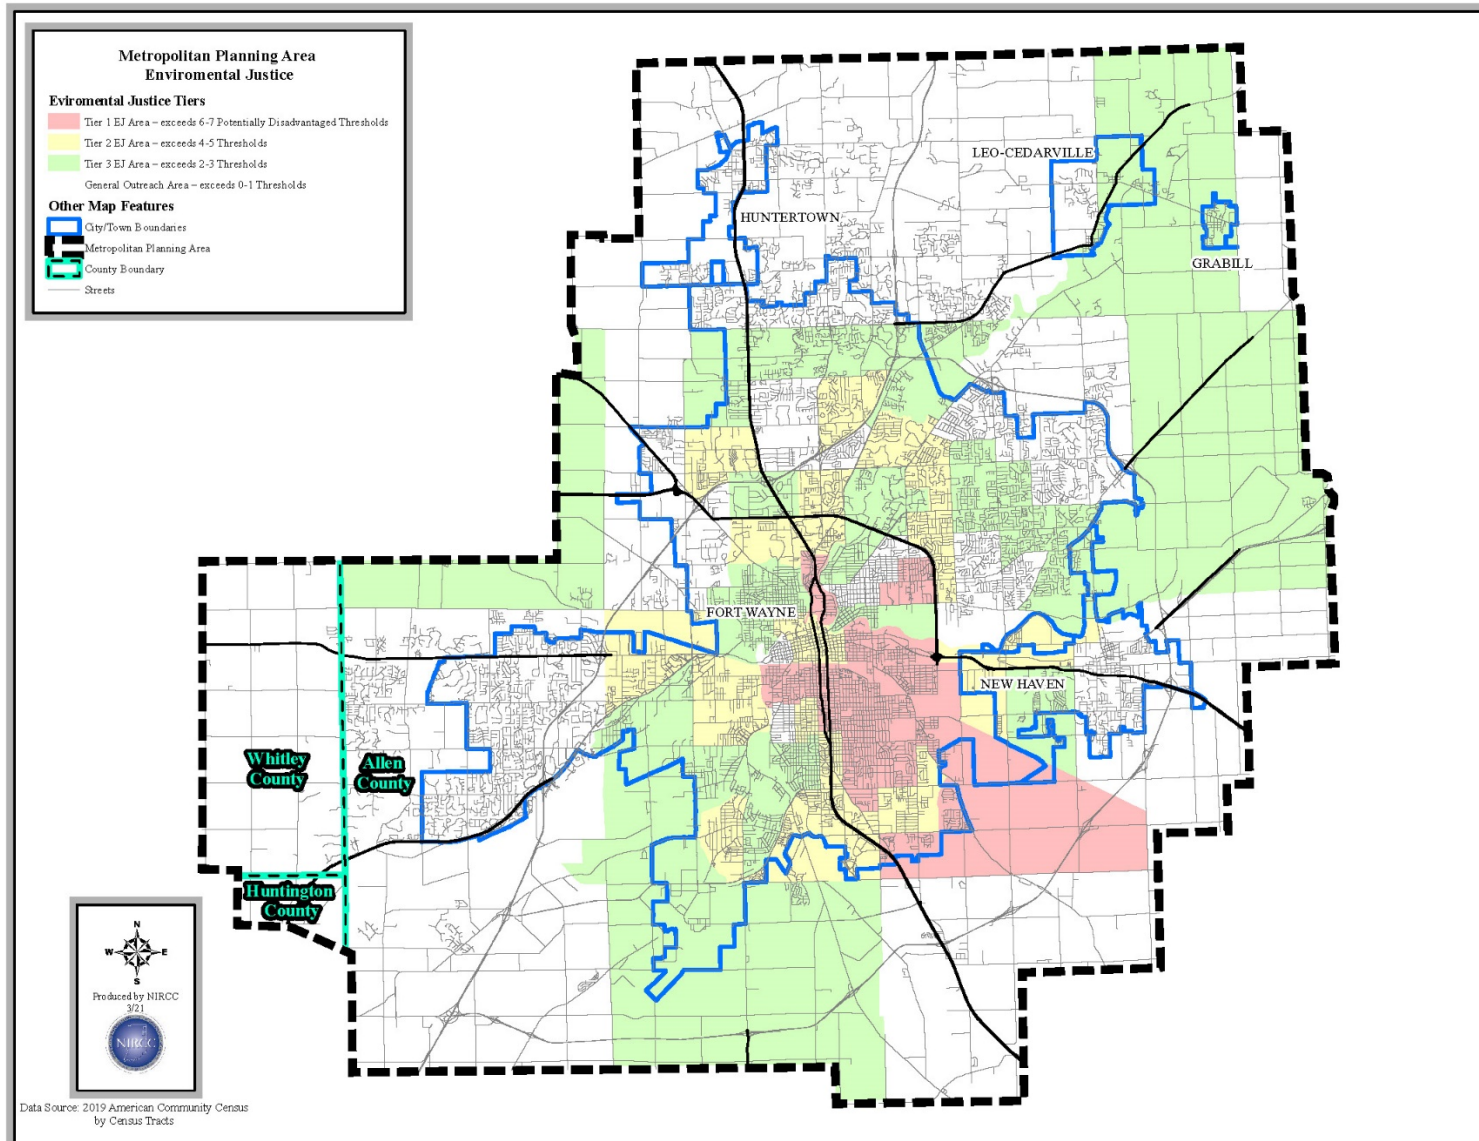 Metropolitan Planning Area
Enviromental Justice
Eviromental Justice Tiers
Tier 1 EJ Area – exceeds 6-7 Potentially Disadvantaged Thresholds
Tier 2 EJ Area – exceeds 4-5 Thresholds
Tier 3 EJ Area – exceeds 2-3 Thresholds
General Outreach Area – exceeds 0-1 Thresholds
Other Map Features
City/Town Boundaries
Metropolitan Planning Area
County Boundary
Streets
LEO-CEDARVILLE
HUNTERTOWN
GRABILL
FORT WAYNE
NEW HAVEN
Whitley
County
Allen
County
Huntington
County
N
W
E
S
Produced by NIRCC
3/21
NIRCC
Data Source: 2019 American Community Census
by Census Tracts